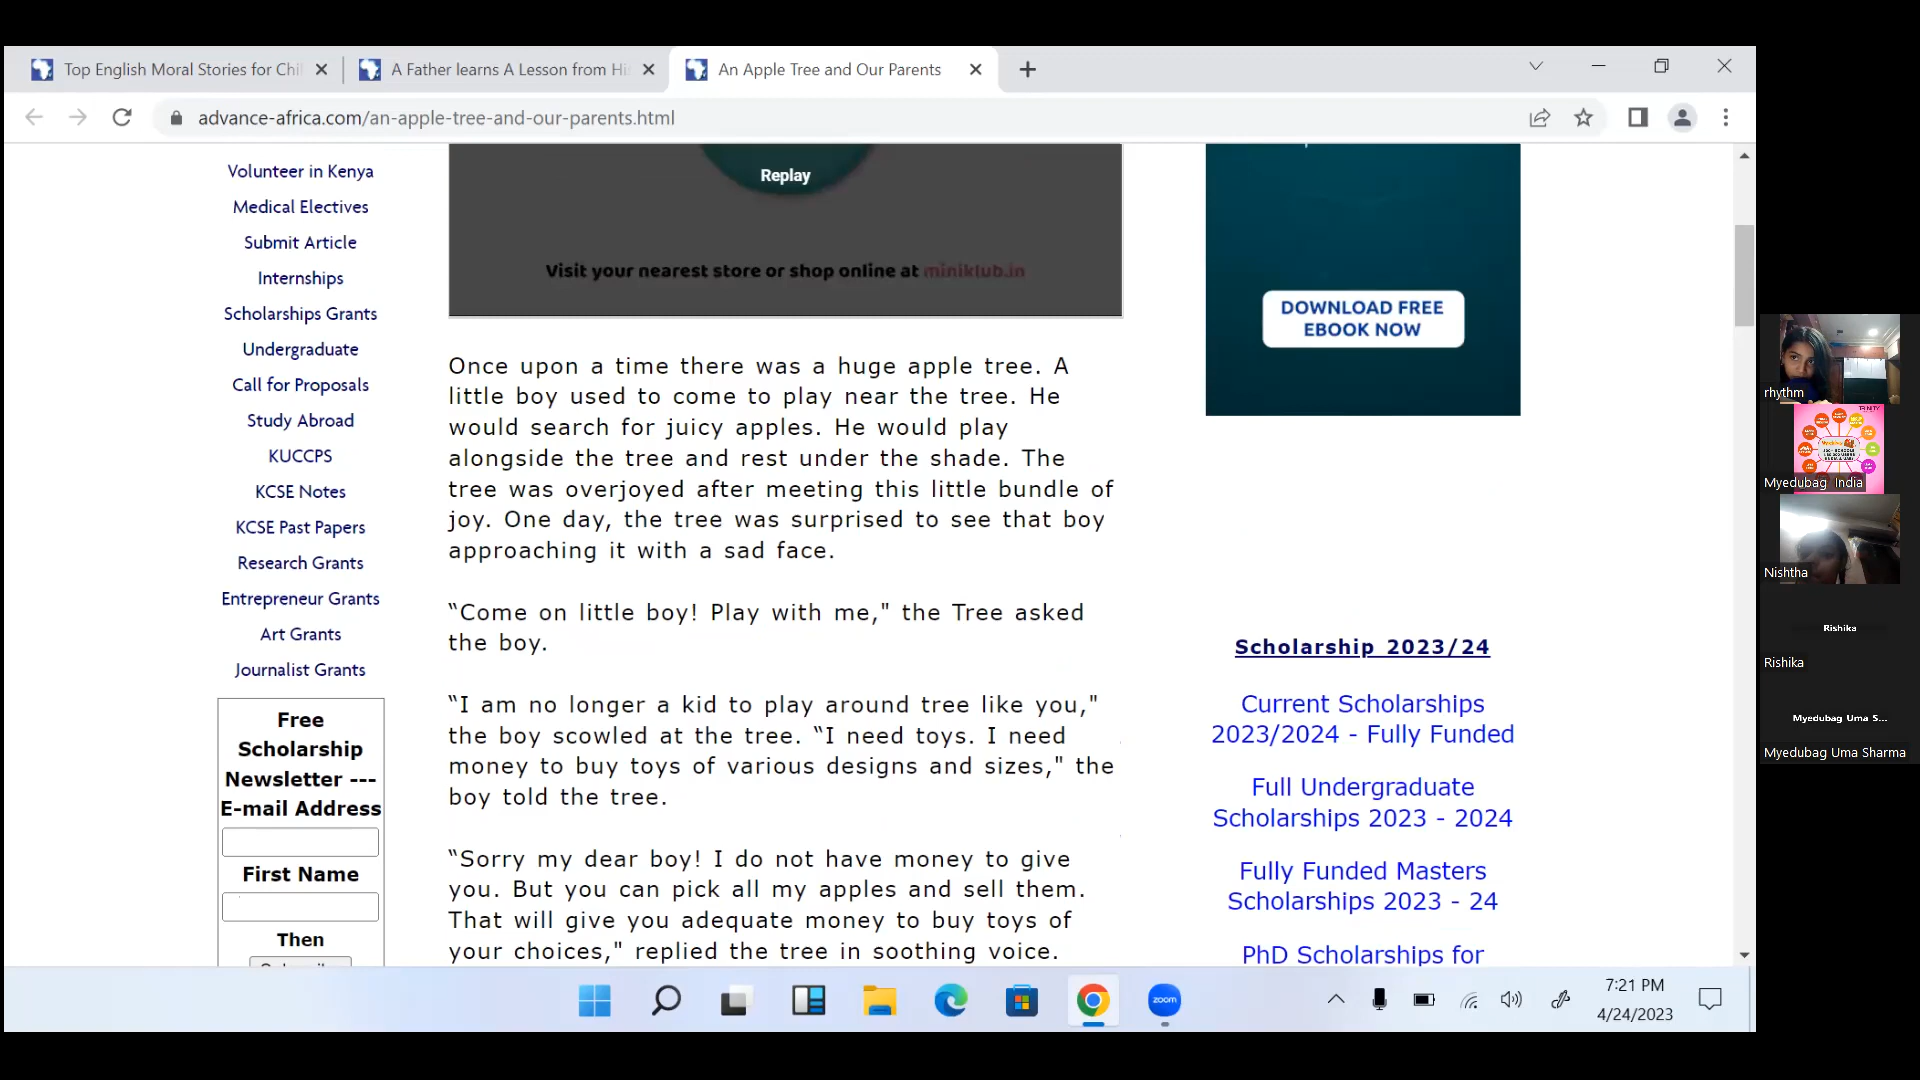 Top English Moral Stories for Chi
A Father learns A Lesson from Hi
An Apple Tree and Our Parents
advance-africa.com/an-apple-tree-and-our-parents.html
Volunteer in Kenya
Medical Electives
Submit Article
Internships
Scholarships Grants
Undergraduate
Call for Proposals
Study Abroad
KUCCPS
KCSE Notes
KCSE Past Papers
Research Grants
Entrepreneur Grants
Art Grants
Journalist Grants
Free
Scholarship
Newsletter ---
E-mail Address
First Name
Then
Replay
Visit your nearest store or shop online at miniklub.in
Once upon a time there was a huge apple tree. A
little boy used to come to play near the tree. He
would search for juicy apples. He would play
alongside the tree and rest under the shade. The
tree was overjoyed after meeting this little bundle of
joy. One day, the tree was surprised to see that boy
approaching it with a sad face.
“Come on little boy! Play with me," the Tree asked
the boy.
“I am no longer a kid to play around tree like you,"
the boy scowled at the tree. “I need toys. I need
money to buy toys of various designs and sizes," the
boy told the tree.
“Sorry my dear boy! I do not have money to give
you. But you can pick all my apples and sell them.
That will give you adequate money to buy toys of
your choices," replied the tree in soothing voice.
DOWNLOAD FREE
EBOOK NOW
Scholarship 2023/24
Current Scholarships
2023/2024 - Fully Funded
Full Undergraduate
Scholarships 2023 - 2024
Fully Funded Masters
Scholarships 2023 - 24
PhD Scholarships for
rhythm
TRINITY
Myedubag India
Nishtha
Rishika
Rishika
Myedubag Uma S...
Myedubag Uma Sharma
zoom
7:21 PM
4/24/2023